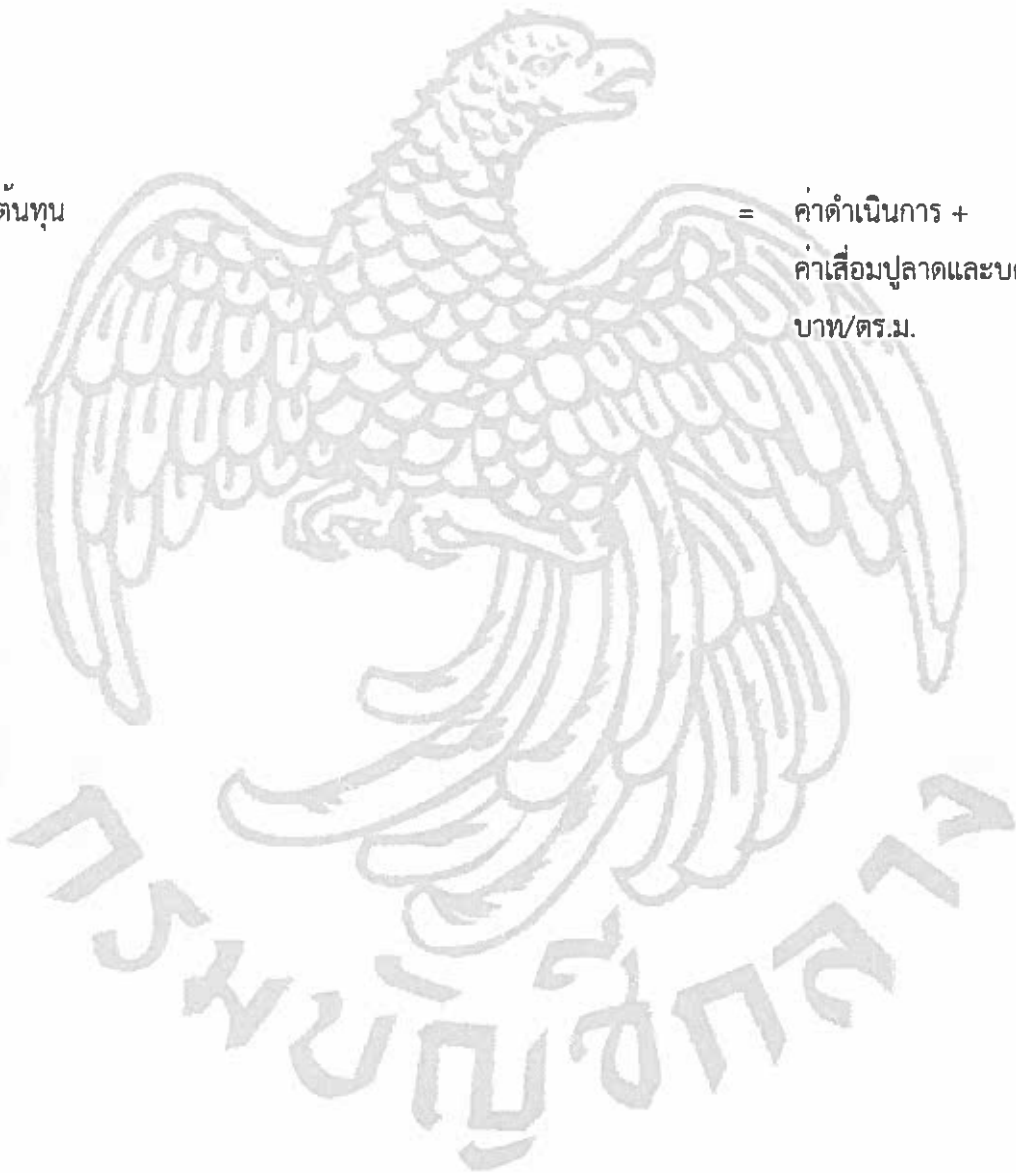 ต้นทุน = ค่าดำเนินการ +
ค่าเสื่อมปูลาดและบด
บาท/ตร.ม.
กรมบัญชีกลาง